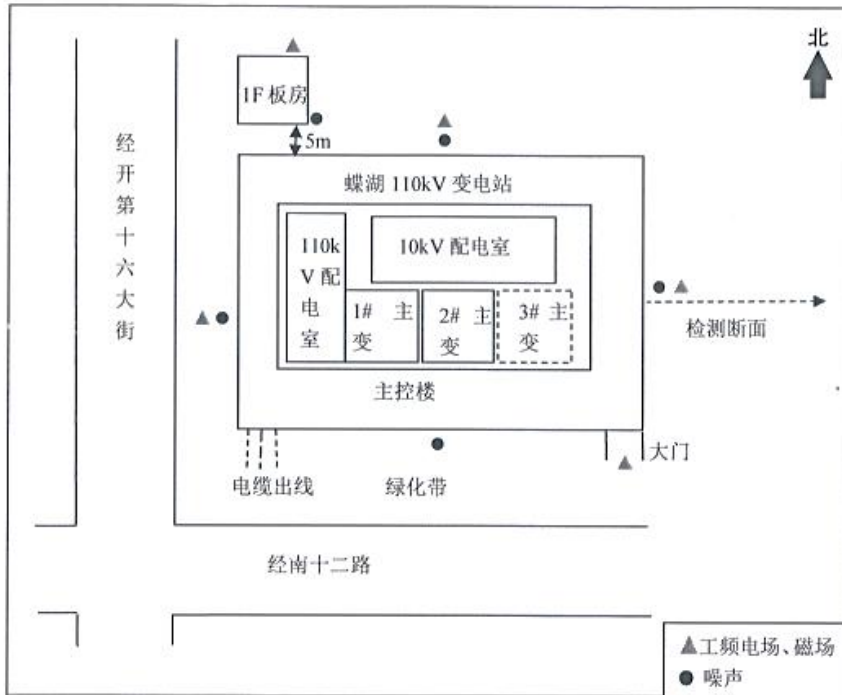 北
1F 板房
5m
经
开
第
十
六
大
街
蝶湖 110kV 变电站
110k
V 配
电
室
10kV 配电室
1# 主
变
2# 主
变
3# 主
变
检测断面
主控楼
大门
电缆出线
绿化带
经南十二路
工频电场、磁场
噪声